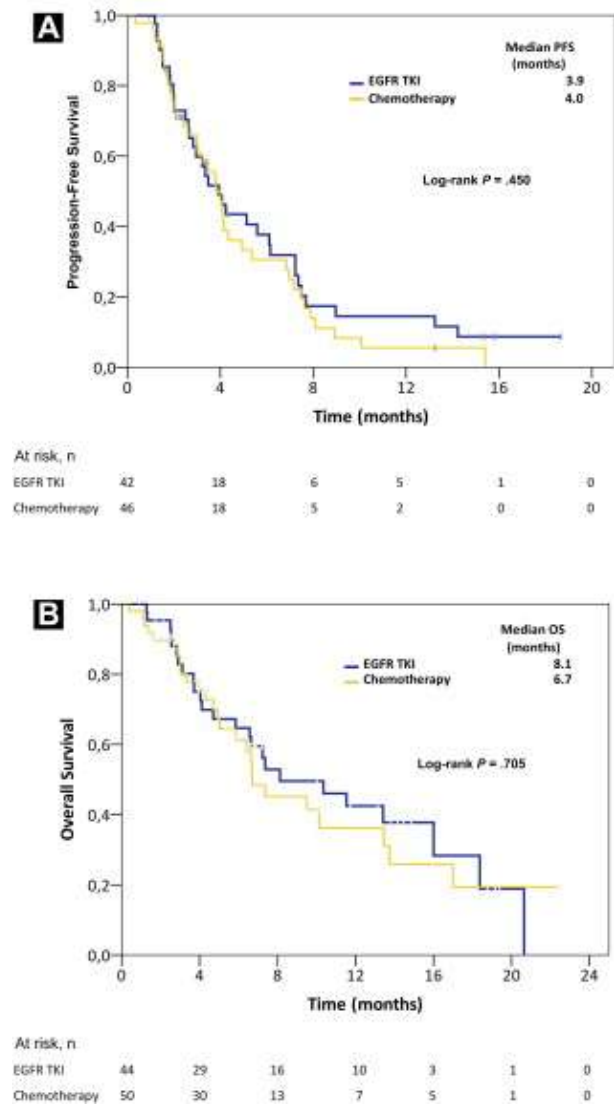 A
1,0
0,8
0,6
0,4
0,2
0,0
Progression-Free Survival
Median PFS
(months)
EGFR TKI 3.9
Chemotherapy 4.0
Log-rank P = .450
0 4 8 12 16 20
Time (months)
At risk, n
EGFR TKI 42 18 6 5 1 0
Chemotherapy 46 18 5 2 0 0
B
1,0
0,8
0,6
0,4
0,2
0,0
Overall Survival
Median OS
(months)
EGFR TKI 8.1
Chemotherapy 6.7
Log-rank P = .705
0 4 8 12 16 20 24
Time (months)
At risk, n
EGFR TKI 44 29 16 10 3 1 0
Chemotherapy 50 30 13 7 5 1 0